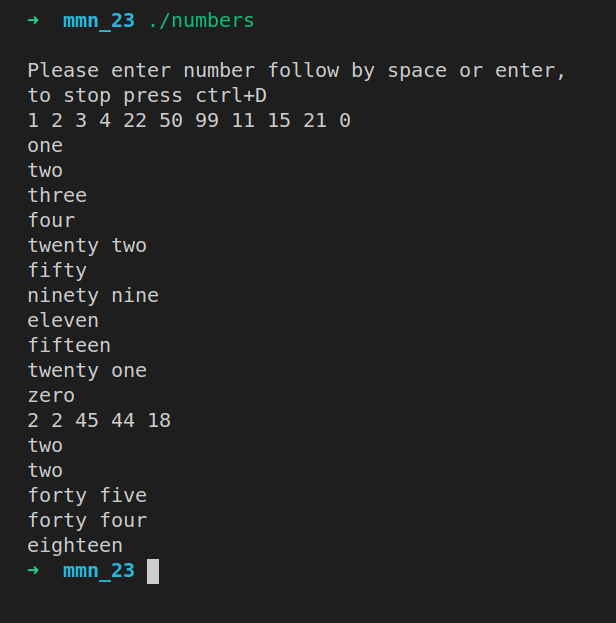 ➜ mmn_23 ./numbers
Please enter number follow by space or enter,
to stop press ctrl+D
1 2 3 4 22 50 99 11 15 21 0
one
two
three
four
twenty two
fifty
ninety nine
eleven
fifteen
twenty one
zero
2 2 45 44 18
two
two
forty five
forty four
eighteen
➜ mmn_23